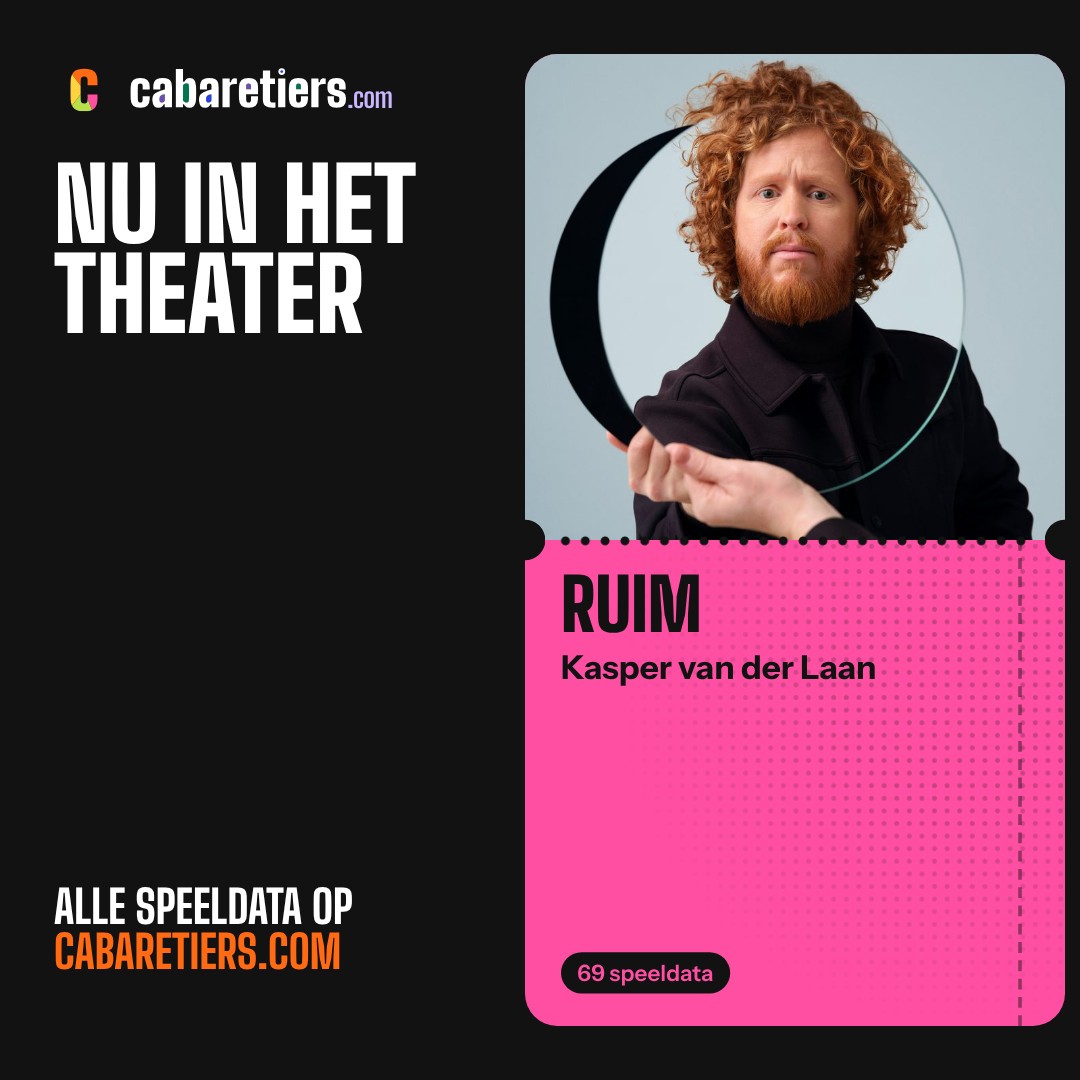 cabaretiers.com
NU IN HET
THEATER
RUIM
Kasper van der Laan
69 speeldata
ALLE SPEELDATA OP
CABARETIERS.COM